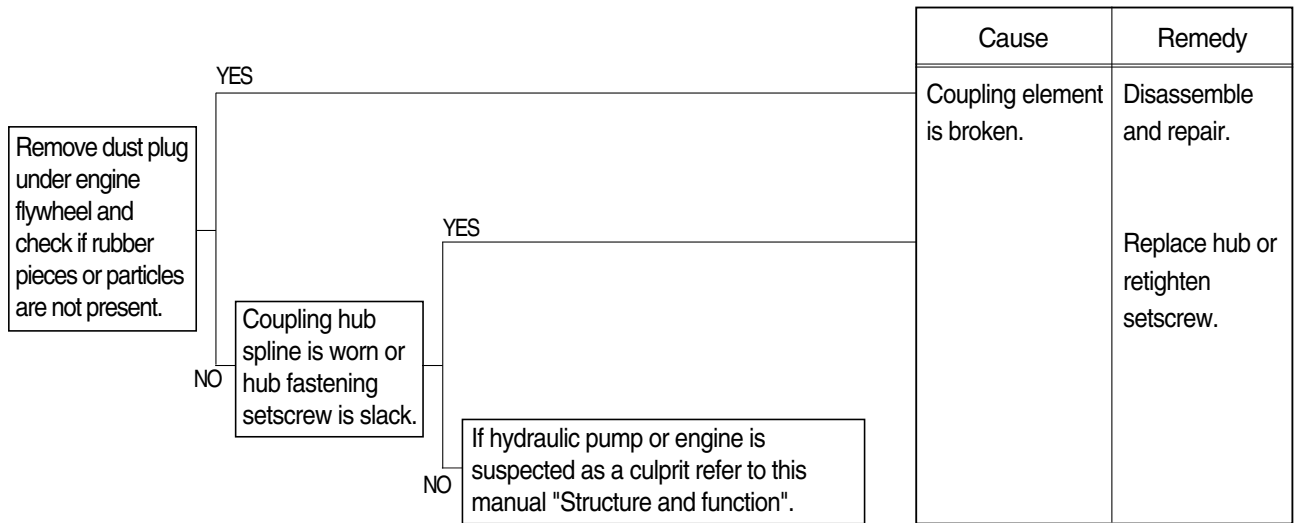 Cause
Remedy
YES
Coupling element
is broken.
Disassemble
and repair.
Remove dust plug
under engine
flywheel and
check if rubber
pieces or particles
are not present.
YES
Replace hub or
retighten
setscrew.
NO
Coupling hub
spline is worn or
hub fastening
setscrew is slack.
NO
If hydraulic pump or engine is
suspected as a culprit refer to this
manual "Structure and function".